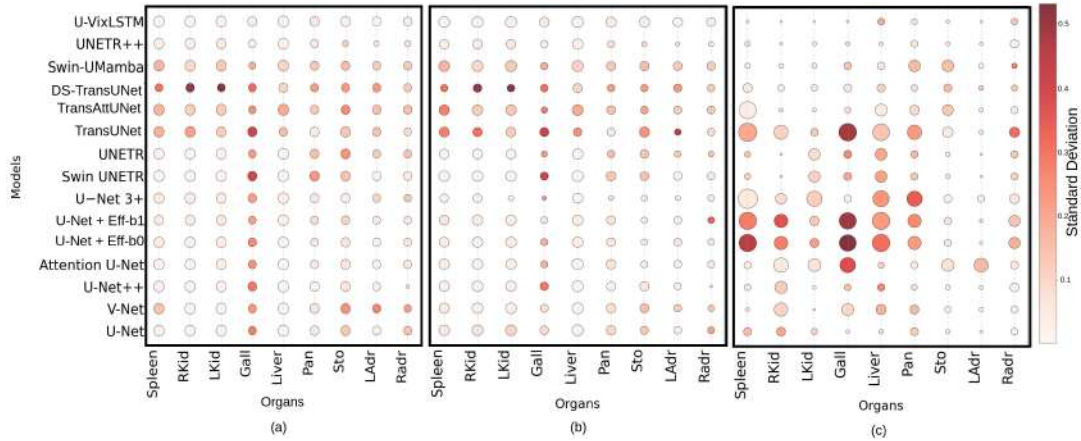 U-VixLSTM
UNETR++
Swin-UMamba
DS-TransUNet
TransAttUNet
TransUNet
UNETR
Swin UNETR
U−Net 3+
U-Net + Eff-b1
U-Net + Eff-b0
Attention U-Net
U-Net++
V-Net
U-Net
Models
Spleen
RKid
LKid
Gall
Liver
Pan
Sto
LAdr
Radr
Organs
(a)
Spleen
RKid
LKid
Gall
Liver
Pan
Sto
LAdr
Radr
Organs
(b)
Spleen
RKid
LKid
Gall
Liver
Pan
Sto
LAdr
Radr
Organs
(c)
0.5
0.4
0.3
0.2
0.1
Standard Deviation